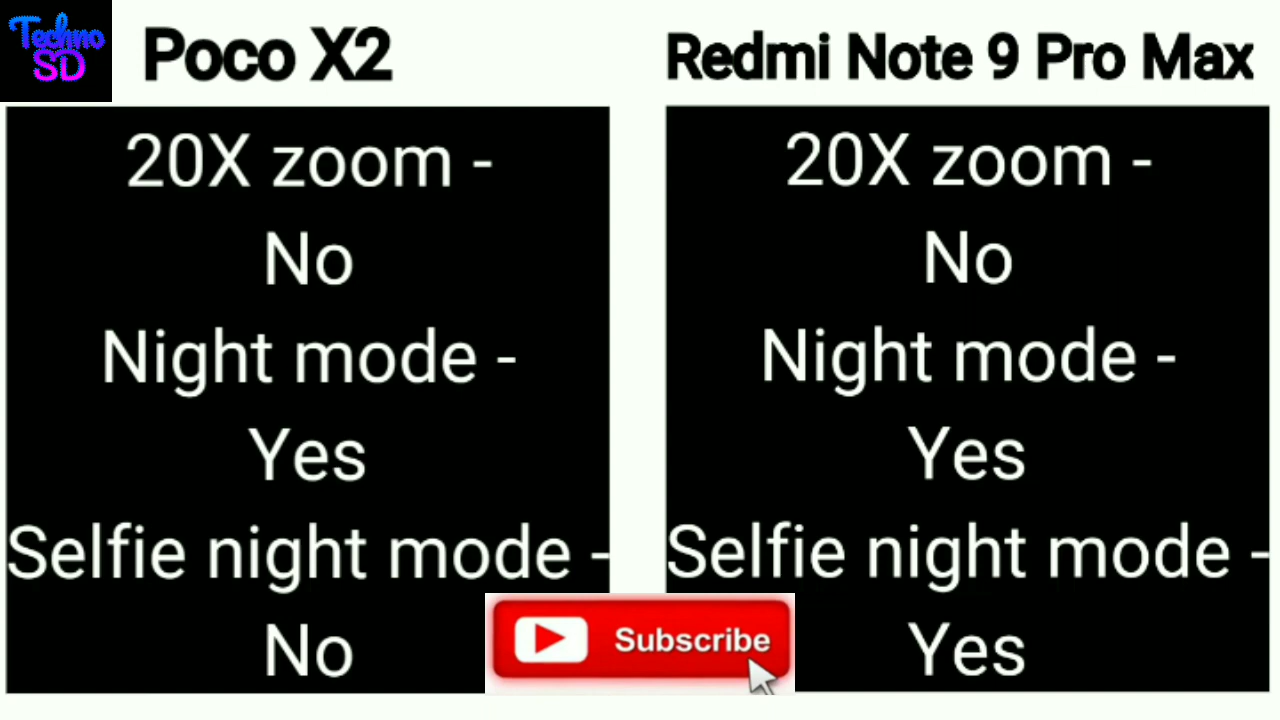 Techno
SD
Poco X2
20X zoom -
No
Night mode -
Yes
Selfie night mode -
No
Redmi Note 9 Pro Max
20X zoom -
No
Night mode -
Yes
Selfie night mode -
Yes
Subscribe